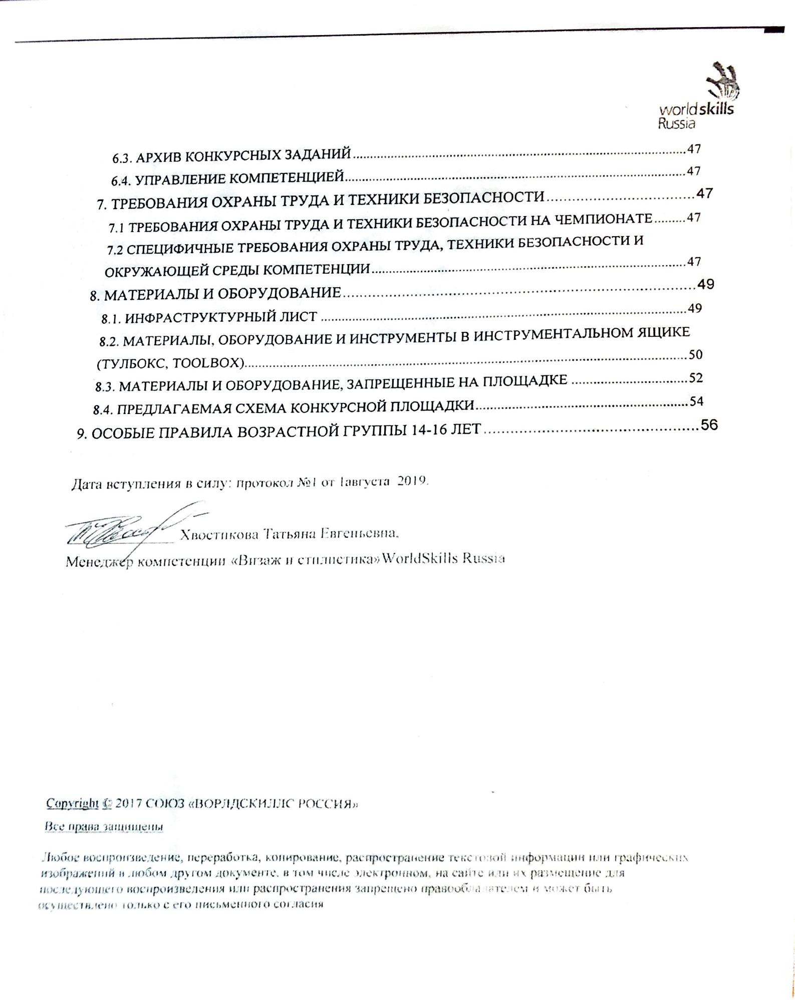 worldskills
Russia
6.3. АРХИВ КОНКУРСНЫХ ЗАДАНИЙ....................47
6.4. УПРАВЛЕНИЕ КОМПЕТЕНЦИЕЙ....................47
7. ТРЕБОВАНИЯ ОХРАНЫ ТРУДА И ТЕХНИКИ БЕЗОПАСНОСТИ....................47
7.1 ТРЕБОВАНИЯ ОХРАНЫ ТРУДА И ТЕХНИКИ БЕЗОПАСНОСТИ НА ЧЕМПИОНАТЕ.........47
7.2 СПЕЦИФИЧНЫЕ ТРЕБОВАНИЯ ОХРАНЫ ТРУДА, ТЕХНИКИ БЕЗОПАСНОСТИ И
ОКРУЖАЮЩЕЙ СРЕДЫ КОМПЕТЕНЦИИ....................47
8. МАТЕРИАЛЫ И ОБОРУДОВАНИЕ....................49
8.1. ИНФРАСТРУКТУРНЫЙ ЛИСТ ....................49
8.2. МАТЕРИАЛЫ, ОБОРУДОВАНИЕ И ИНСТРУМЕНТЫ В ИНСТРУМЕНТАЛЬНОМ ЯЩИКЕ
(ТУЛБОКС, TOOLBOX)....................50
8.3. МАТЕРИАЛЫ И ОБОРУДОВАНИЕ, ЗАПРЕЩЕННЫЕ НА ПЛОЩАДКЕ ....................52
8.4. ПРЕДЛАГАЕМАЯ СХЕМА КОНКУРСНОЙ ПЛОЩАДКИ....................54
9. ОСОБЫЕ ПРАВИЛА ВОЗРАСТНОЙ ГРУППЫ 14-16 ЛЕТ....................56
Дата вступления в силу: протокол №1 от 1августа 2019.
Хвостикова Татьяна Евгеньевна,
Менеджер компетенции «Визаж и стилистика»WorldSkills Russia
Copyright © 2017 СОЮЗ «ВОРЛДСКИЛЛС РОССИЯ»
Все права защищены
Любое воспроизведение, переработка, копирование, распространение текстовой информации или графических
изображений в любом другом документе, в том числе электронном, на сайте или их размещение для
последующего воспроизведения или распространения запрещено правообладателем и может быть
осуществлено только с его письменного согласия